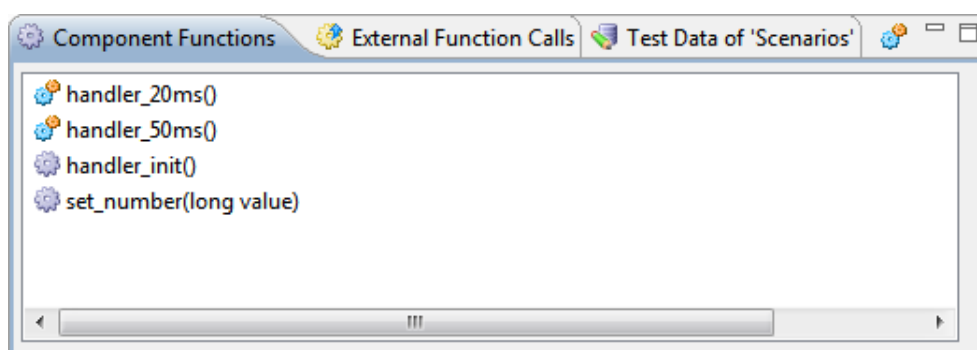 Component Functions External Function Calls Test Data of 'Scenarios'
handler_20ms()
handler_50ms()
handler_init()
set_number(long value)